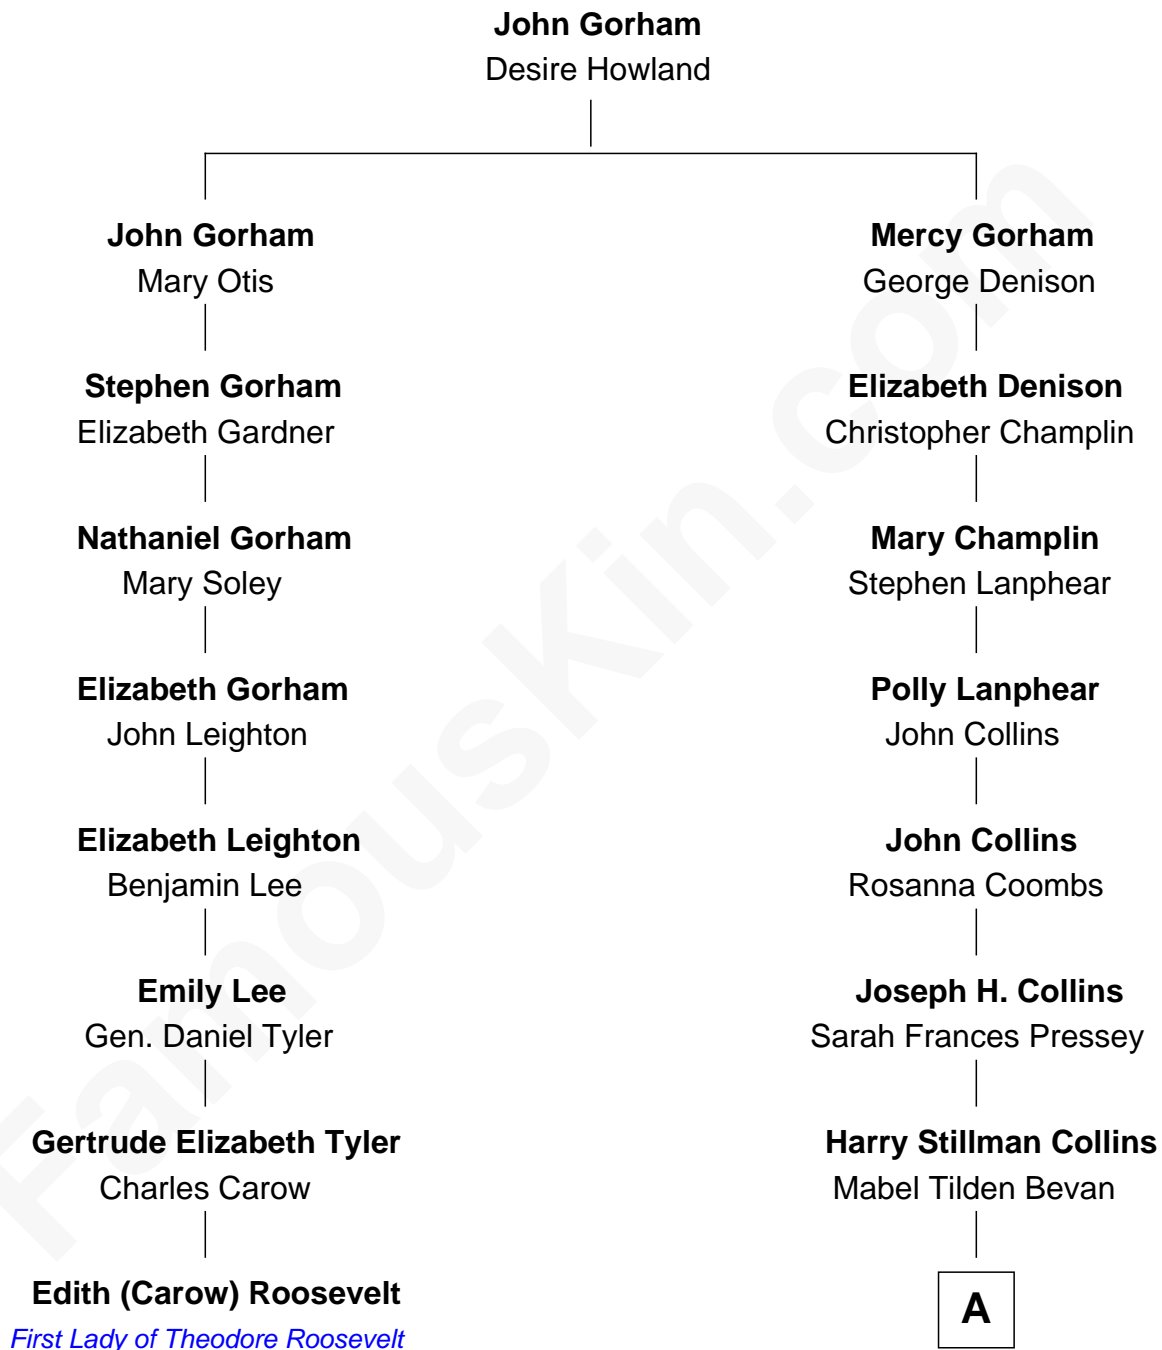 John Gorham
Desire Howland
John Gorham
Mary Otis
Stephen Gorham
Elizabeth Gardner
Nathaniel Gorham
Mary Soley
Elizabeth Gorham
John Leighton
Elizabeth Leighton
Benjamin Lee
Emily Lee
Gen. Daniel Tyler
Gertrude Elizabeth Tyler
Charles Carow
Edith (Carow) Roosevelt
First Lady of Theodore Roosevelt
Mercy Gorham
George Denison
Elizabeth Denison
Christopher Champlin
Mary Champlin
Stephen Lanphear
Polly Lanphear
John Collins
John Collins
Rosanna Coombs
Joseph H. Collins
Sarah Frances Pressey
Harry Stillman Collins
Mabel Tilden Bevan
A
FamousKin.com